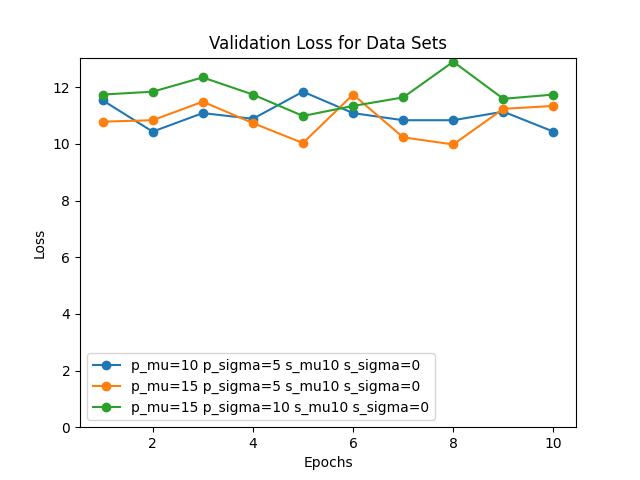 Validation Loss for Data Sets
12
10
8
6
4
2
0
Loss
p_mu=10 p_sigma=5 s_mu10 s_sigma=0
p_mu=15 p_sigma=5 s_mu10 s_sigma=0
p_mu=15 p_sigma=10 s_mu10 s_sigma=0
2 4 6 8 10
Epochs